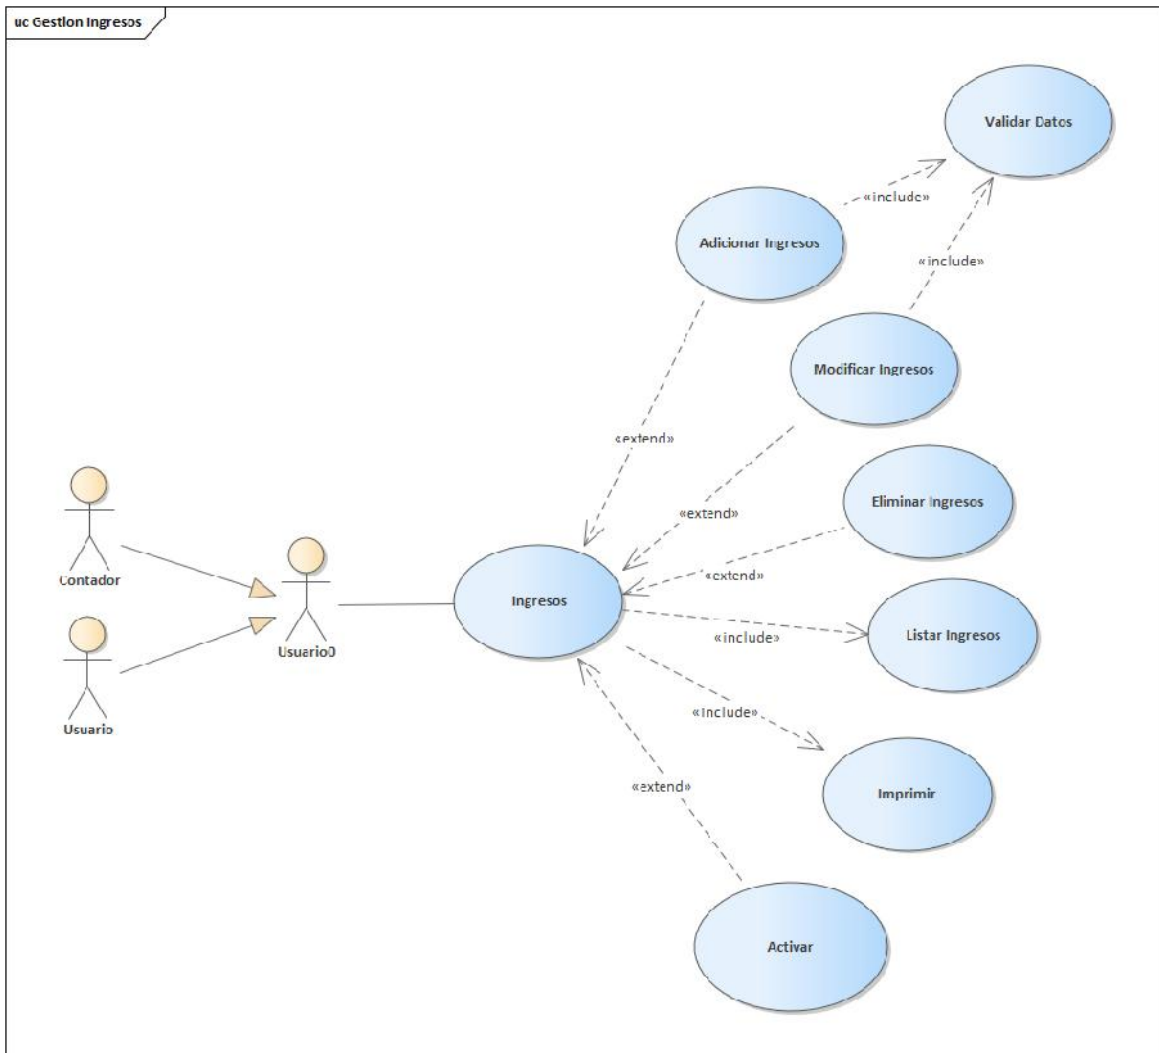 uc Gestion Ingresos
Validar Datos
«include»
Adicionar Ingresos
«include»
Modificar Ingresos
«extend»
Eliminar Ingresos
«extend»
Contador
«extend»
Ingresos
Listar Ingresos
«include»
Usuario0
Usuario
«include»
Imprimir
«extend»
Activar